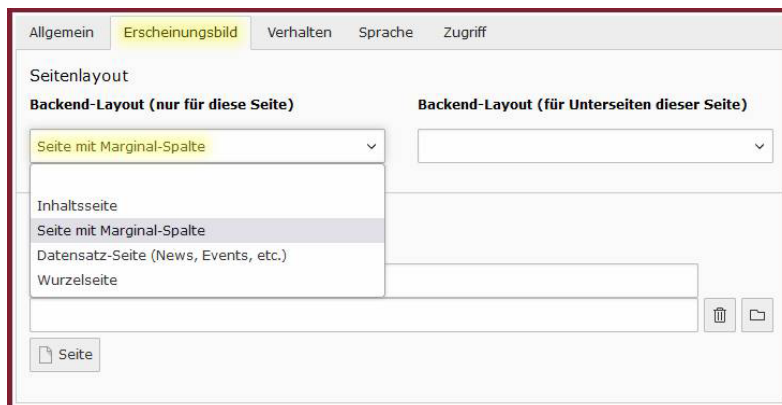 Allgemein Erscheinungsbild Verhalten Sprache Zugriff
Seitenlayout
Backend-Layout (nur für diese Seite) Backend-Layout (für Unterseiten dieser Seite)
Seite mit Marginal-Spalte
Inhaltsseite
Seite mit Marginal-Spalte
Datensatz-Seite (News, Events, etc.)
Wurzelseite
Seite